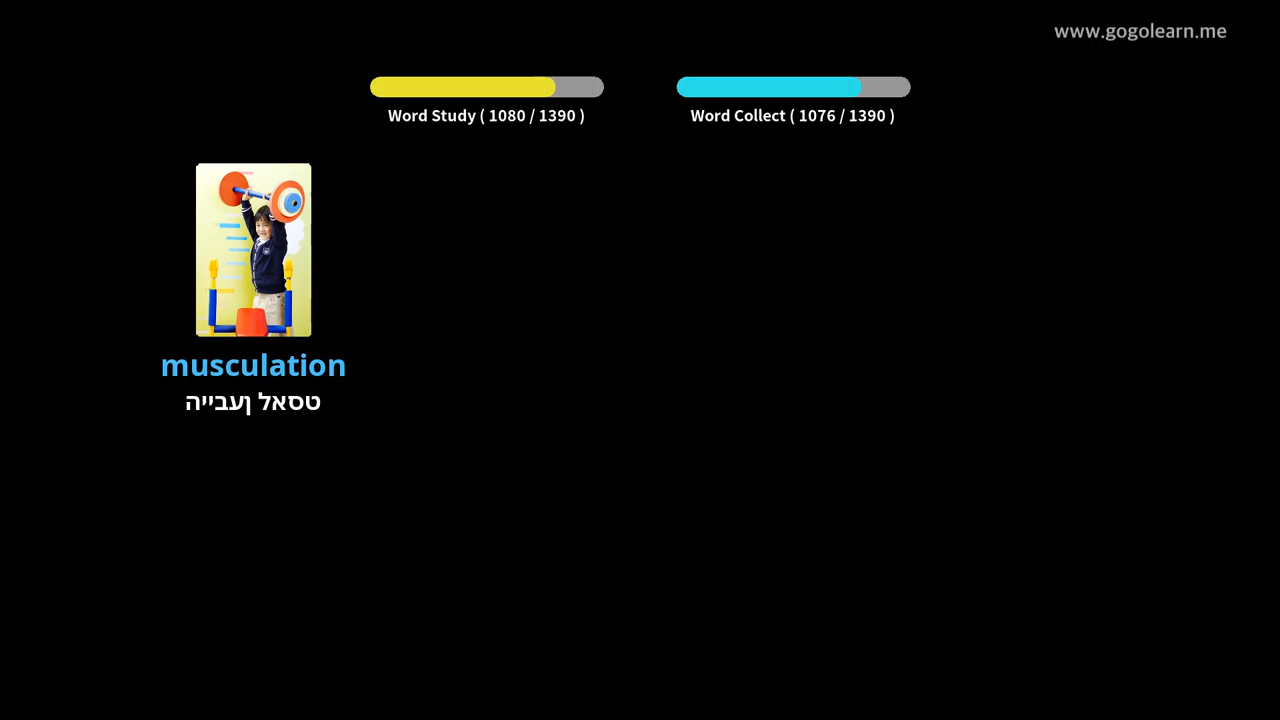 www.gogolearn.me
Word Study ( 1080 / 1390 )
Word Collect ( 1076 / 1390 )
musculation
טסאל ןעבייה